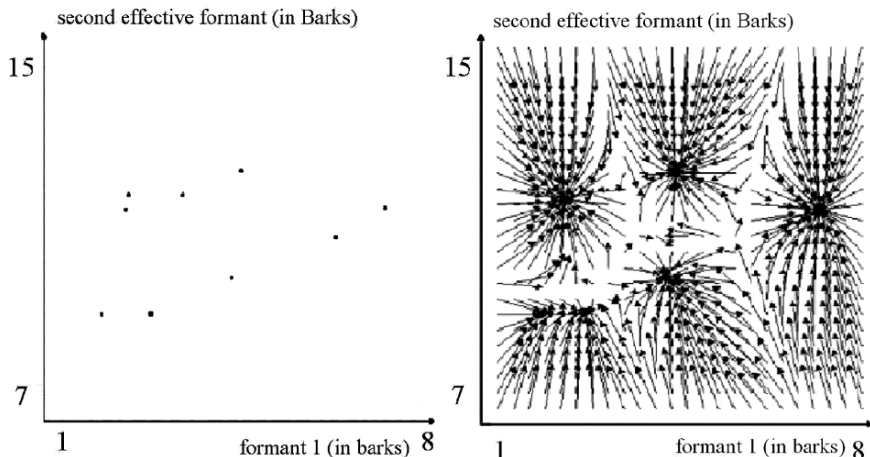 second effective formant (in Barks)
15
7
1
formant 1 (in barks)
8
second effective formant (in Barks)
15
7
1
formant 1 (in barks)
8